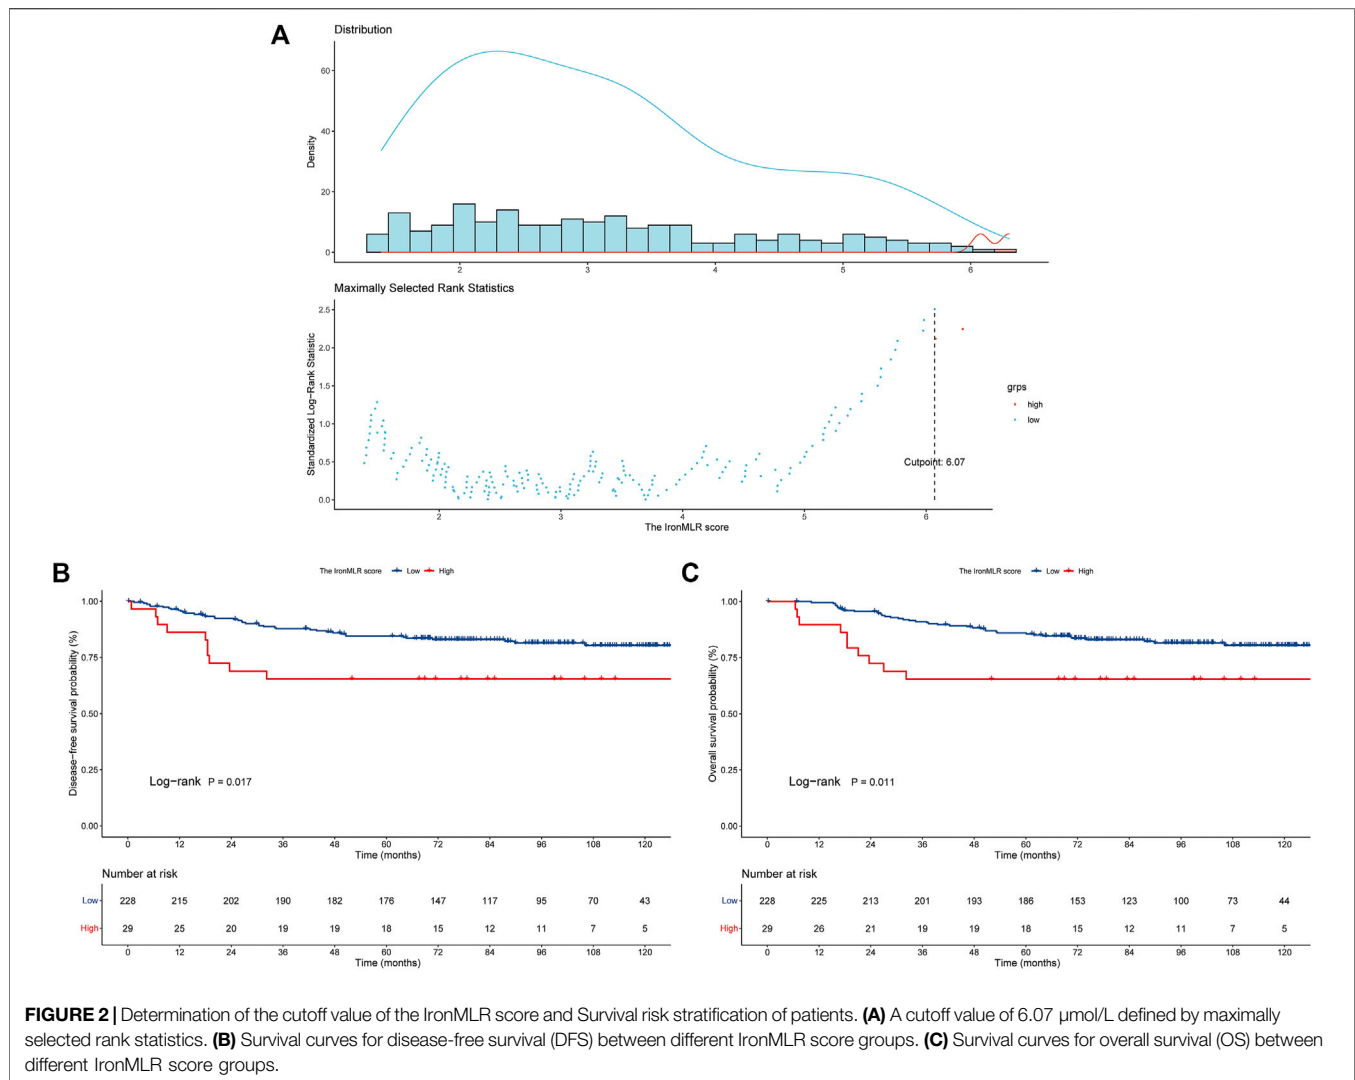 A
Distribution
60
40
20
0
Density
2 3 4 5 6
Maximally Selected Rank Statistics
2.5
2.0
1.5
1.0
0.5
0.0
Standardized Log-Rank Statistic
Cutpoint: 6.07
grps
high
low
2 3 4 5 6
The IronMLR score
B
The IronMLR score Low High
1.00
0.75
0.50
0.25
0.00
Disease-free survival probability (%)
Log-rank P = 0.017
0 12 24 36 48 60 72 84 96 108 120
Time (months)
Number at risk
Low 228 215 202 190 182 176 147 117 95 70 43
High 29 25 20 19 19 18 15 12 11 7 5
0 12 24 36 48 60 72 84 96 108 120
Time (months)
C
The IronMLR score Low High
1.00
0.75
0.50
0.25
0.00
Overall survival probability (%)
Log-rank P = 0.011
0 12 24 36 48 60 72 84 96 108 120
Time (months)
Number at risk
Low 228 225 213 201 193 186 153 123 100 73 44
High 29 26 21 19 19 18 15 12 11 7 5
0 12 24 36 48 60 72 84 96 108 120
Time (months)
FIGURE 2 | Determination of the cutoff value of the IronMLR score and Survival risk stratification of patients. (A) A cutoff value of 6.07 μmol/L defined by maximally
selected rank statistics. (B) Survival curves for disease-free survival (DFS) between different IronMLR score groups. (C) Survival curves for overall survival (OS) between
different IronMLR score groups.